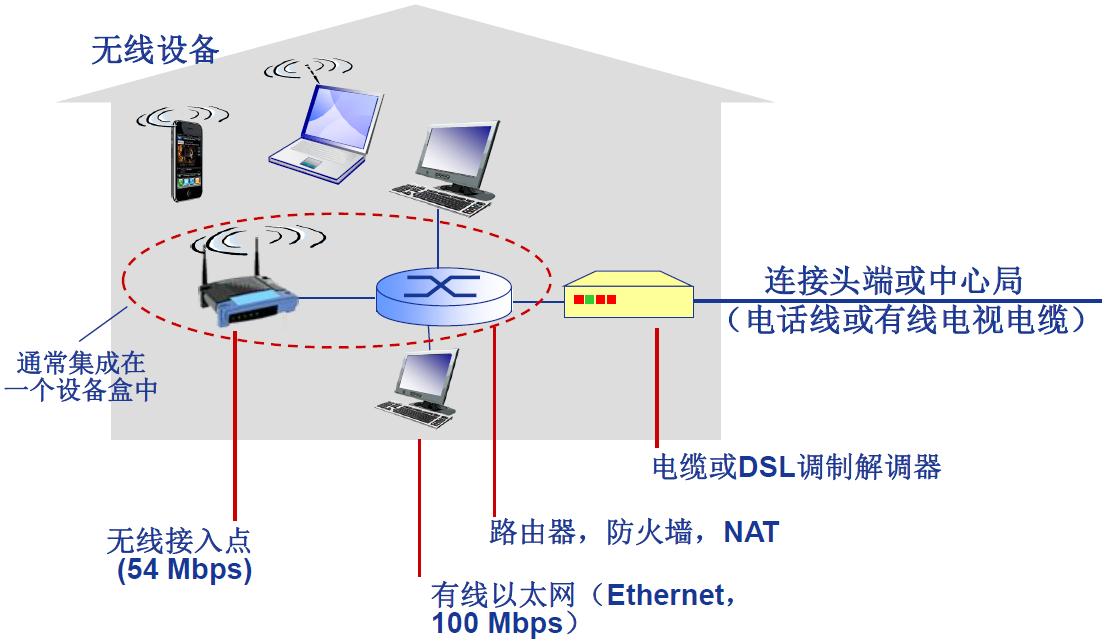 无线设备
连接头端或中心局
（电话线或有线电视电缆）
通常集成在
一个设备盒中
电缆或DSL调制解调器
无线接入点
(54 Mbps)
路由器，防火墙，NAT
有线以太网（Ethernet，
100 Mbps）